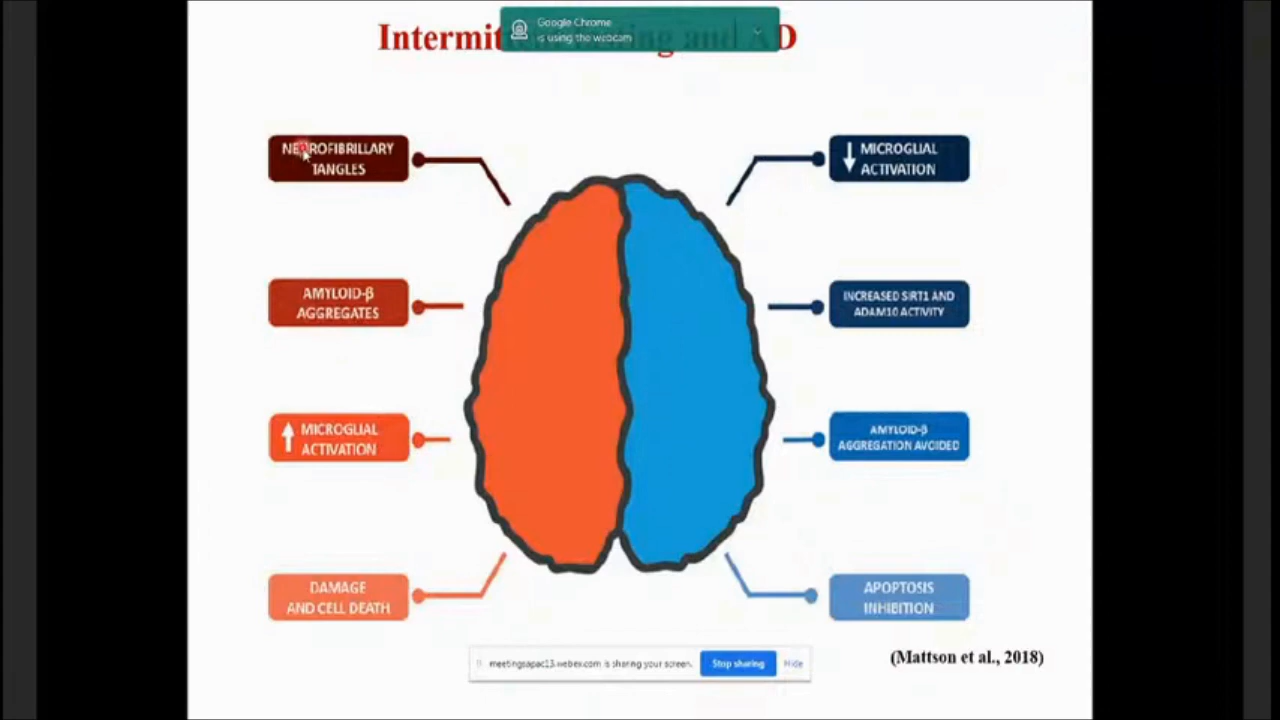 Google Chrome
is using the webcam
NEUROFIBRILLARY
TANGLES
MICROGLIAL
ACTIVATION
AMYLOID-β
AGGREGATES
INCREASED SIRT1 AND
ADAM10 ACTIVITY
MICROGLIAL
ACTIVATION
AMYLOID-β
AGGREGATION AVOIDED
DAMAGE
AND CELL DEATH
APOPTOSIS
INHIBITION
(Mattson et al., 2018)
meetingsapac13.webex.com is sharing your screen.
Stop sharing
Hide